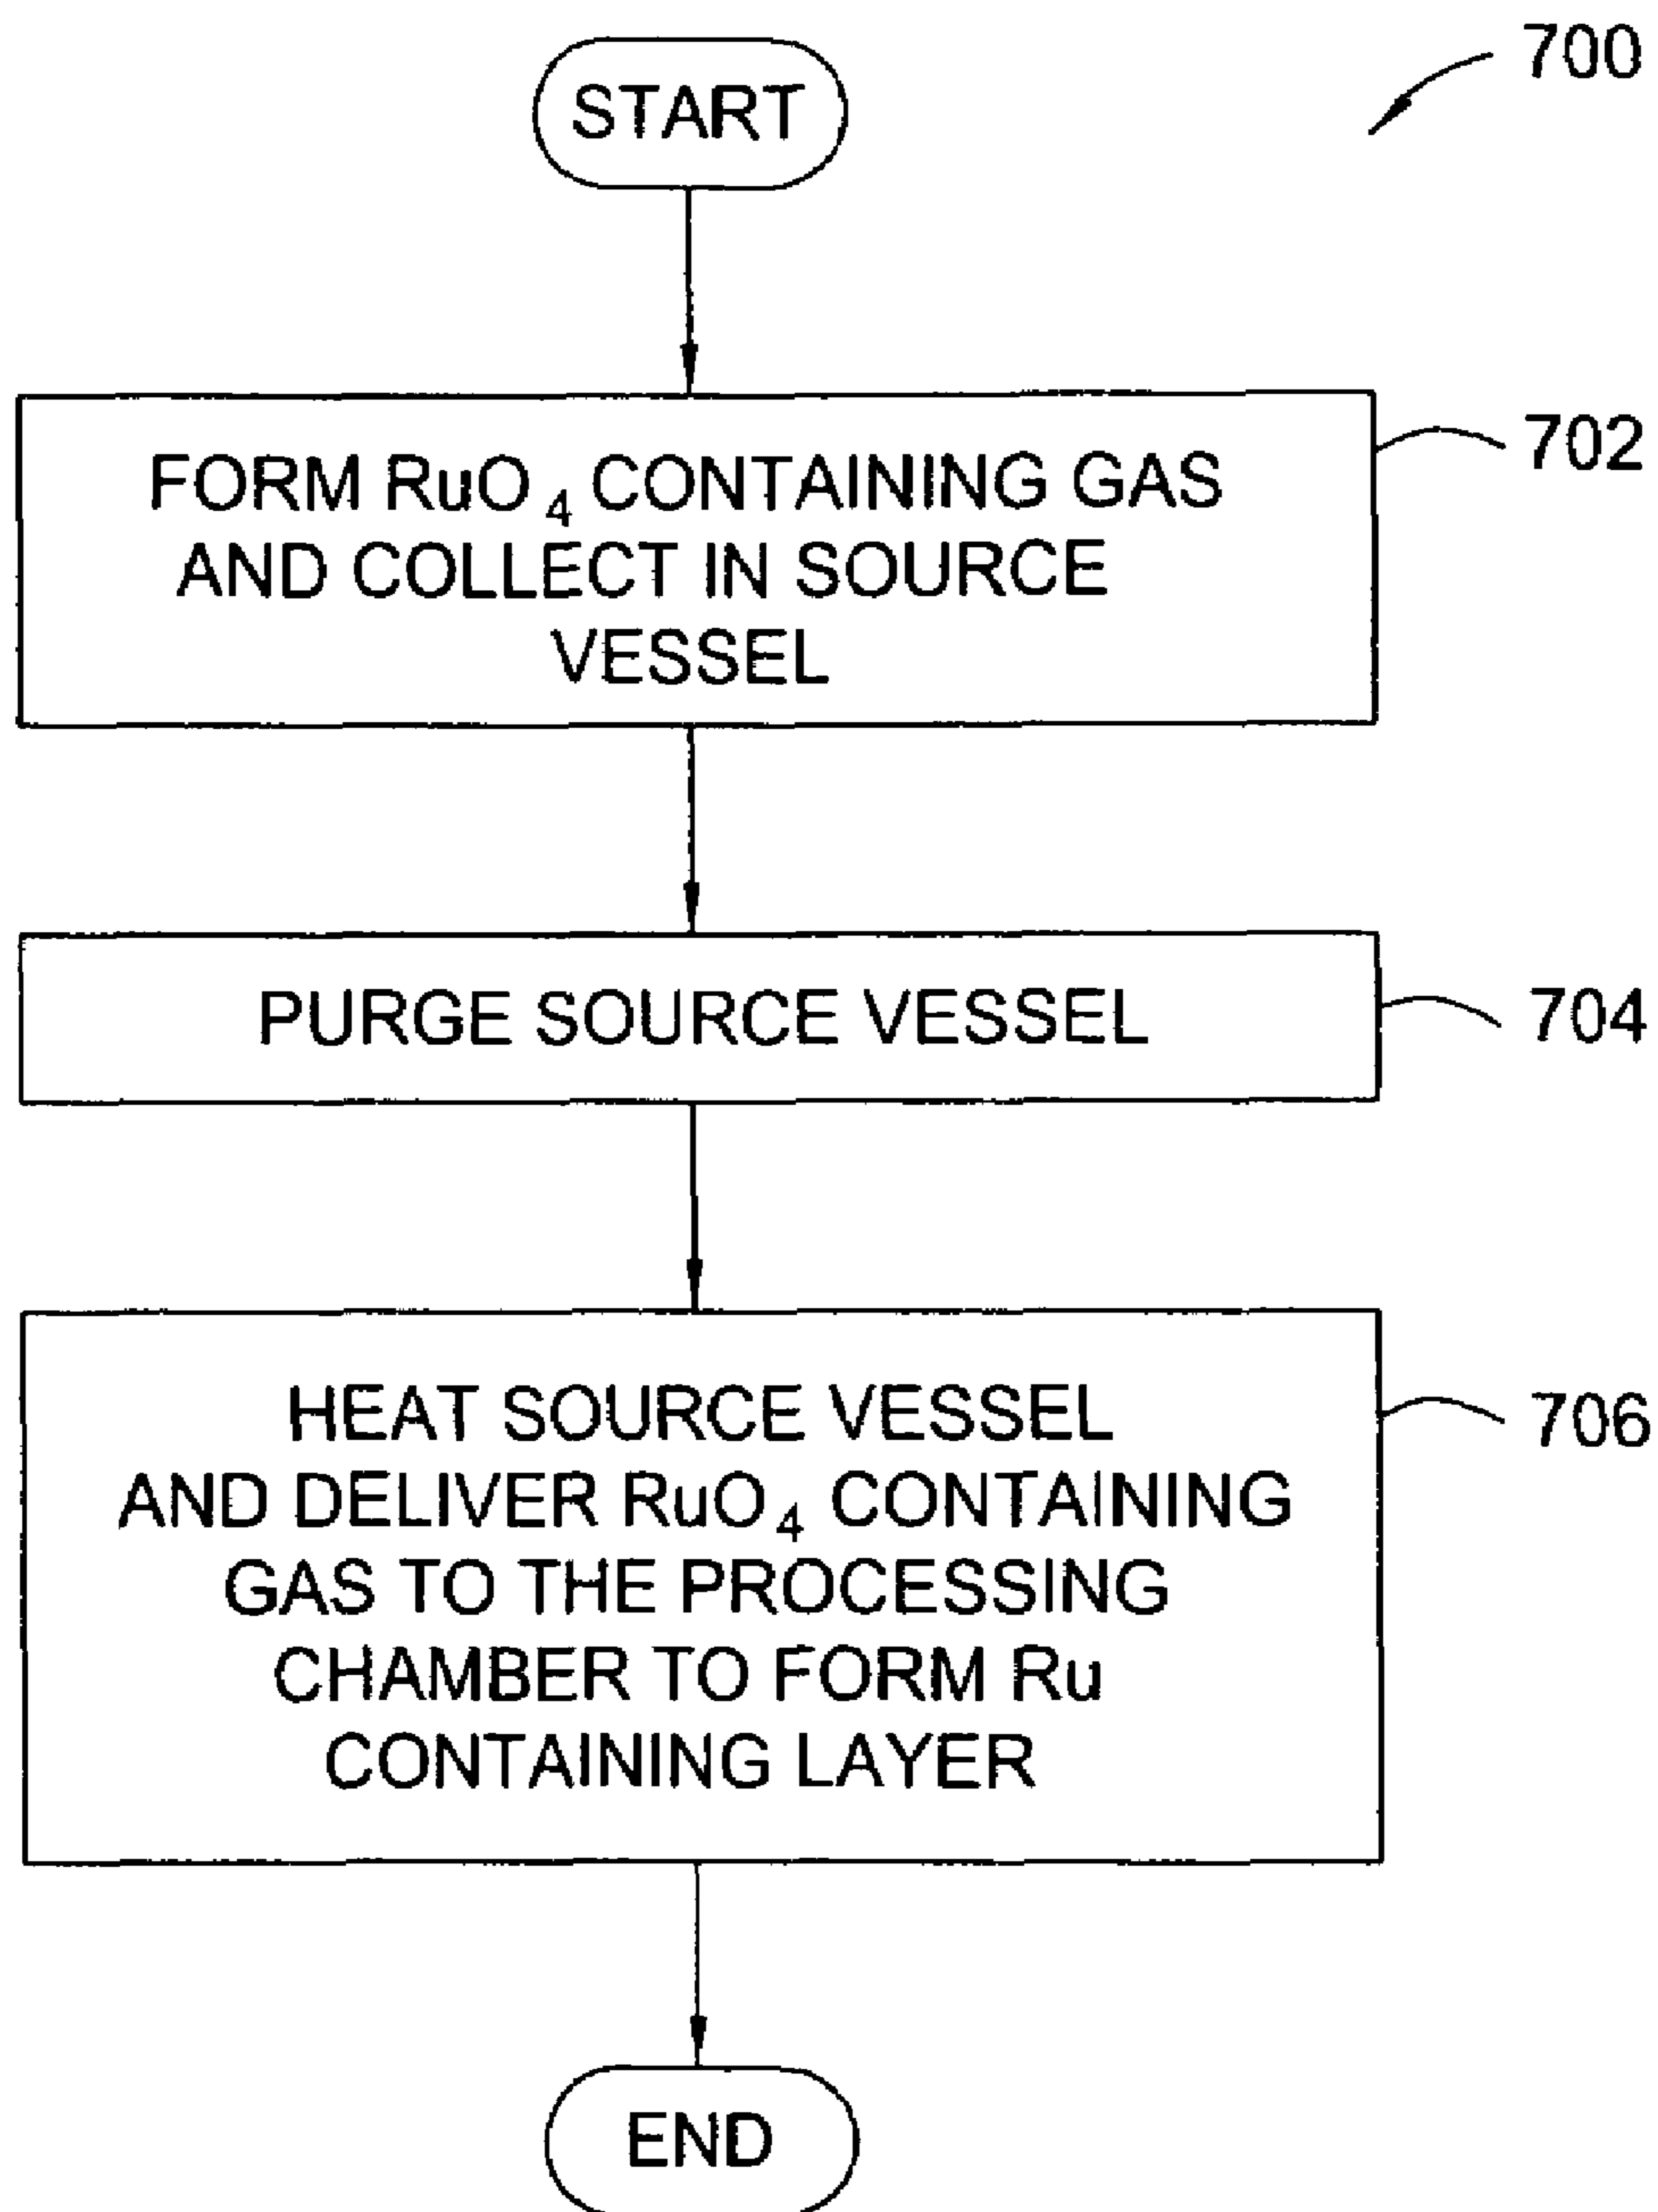 START
700
FORM RuO₄ CONTAINING GAS
AND COLLECT IN SOURCE
VESSEL
702
PURGE SOURCE VESSEL
704
HEAT SOURCE VESSEL
AND DELIVER RuO₄ CONTAINING
GAS TO THE PROCESSING
CHAMBER TO FORM Ru
CONTAINING LAYER
706
END